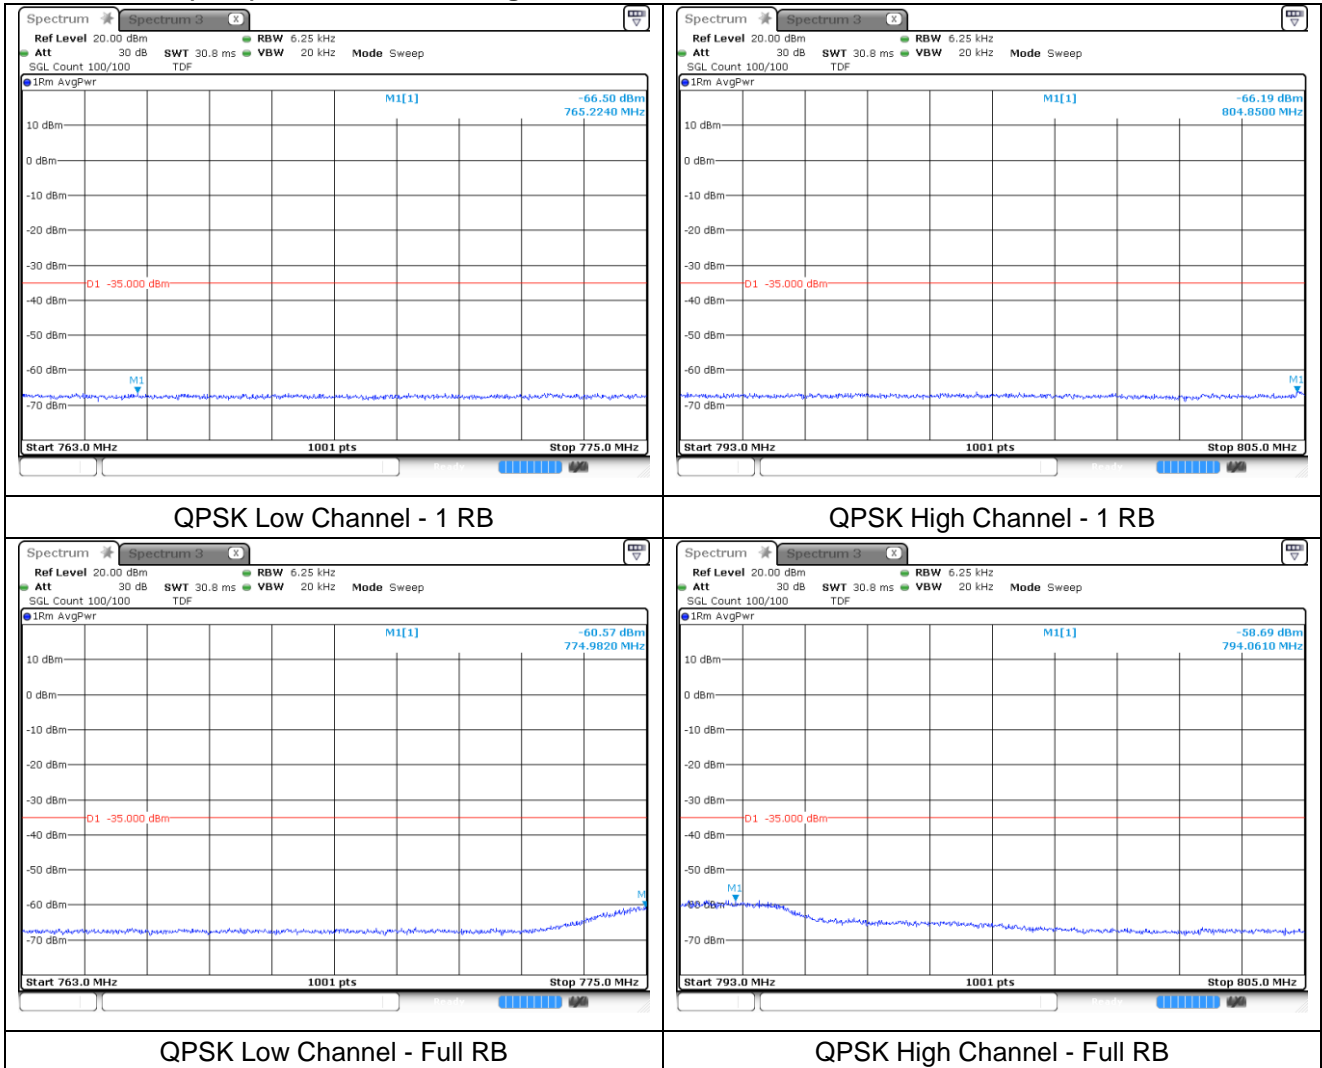 Spectrum Spectrum 3 X
Ref Level 20.00 dBm RBW 6.25 kHz
Att 30 dB SWT 30.8 ms VBW 20 kHz Mode Sweep
SGL Count 100/100 TDF
1Rm AvgPwr
M1[1] -66.50 dBm
765.2240 MHz
10 dBm
0 dBm
-10 dBm
-20 dBm
-30 dBm
D1 -35.000 dBm
-40 dBm
-50 dBm
-60 dBm
M1
-70 dBm
Start 763.0 MHz 1001 pts Stop 775.0 MHz
QPSK Low Channel - 1 RB
Spectrum Spectrum 3 X
Ref Level 20.00 dBm RBW 6.25 kHz
Att 30 dB SWT 30.8 ms VBW 20 kHz Mode Sweep
SGL Count 100/100 TDF
1Rm AvgPwr
M1[1] -66.19 dBm
804.8500 MHz
10 dBm
0 dBm
-10 dBm
-20 dBm
-30 dBm
D1 -35.000 dBm
-40 dBm
-50 dBm
-60 dBm
M1
-70 dBm
Start 793.0 MHz 1001 pts Stop 805.0 MHz
QPSK High Channel - 1 RB
Spectrum Spectrum 3 X
Ref Level 20.00 dBm RBW 6.25 kHz
Att 30 dB SWT 30.8 ms VBW 20 kHz Mode Sweep
SGL Count 100/100 TDF
1Rm AvgPwr
M1[1] -60.57 dBm
774.9820 MHz
10 dBm
0 dBm
-10 dBm
-20 dBm
-30 dBm
D1 -35.000 dBm
-40 dBm
-50 dBm
M
-60 dBm
-70 dBm
Start 763.0 MHz 1001 pts Stop 775.0 MHz
QPSK Low Channel - Full RB
Spectrum Spectrum 3 X
Ref Level 20.00 dBm RBW 6.25 kHz
Att 30 dB SWT 30.8 ms VBW 20 kHz Mode Sweep
SGL Count 100/100 TDF
1Rm AvgPwr
M1[1] -58.69 dBm
794.0610 MHz
10 dBm
0 dBm
-10 dBm
-20 dBm
-30 dBm
D1 -35.000 dBm
-40 dBm
-50 dBm
M1
-60 dBm
-70 dBm
Start 793.0 MHz 1001 pts Stop 805.0 MHz
QPSK High Channel - Full RB